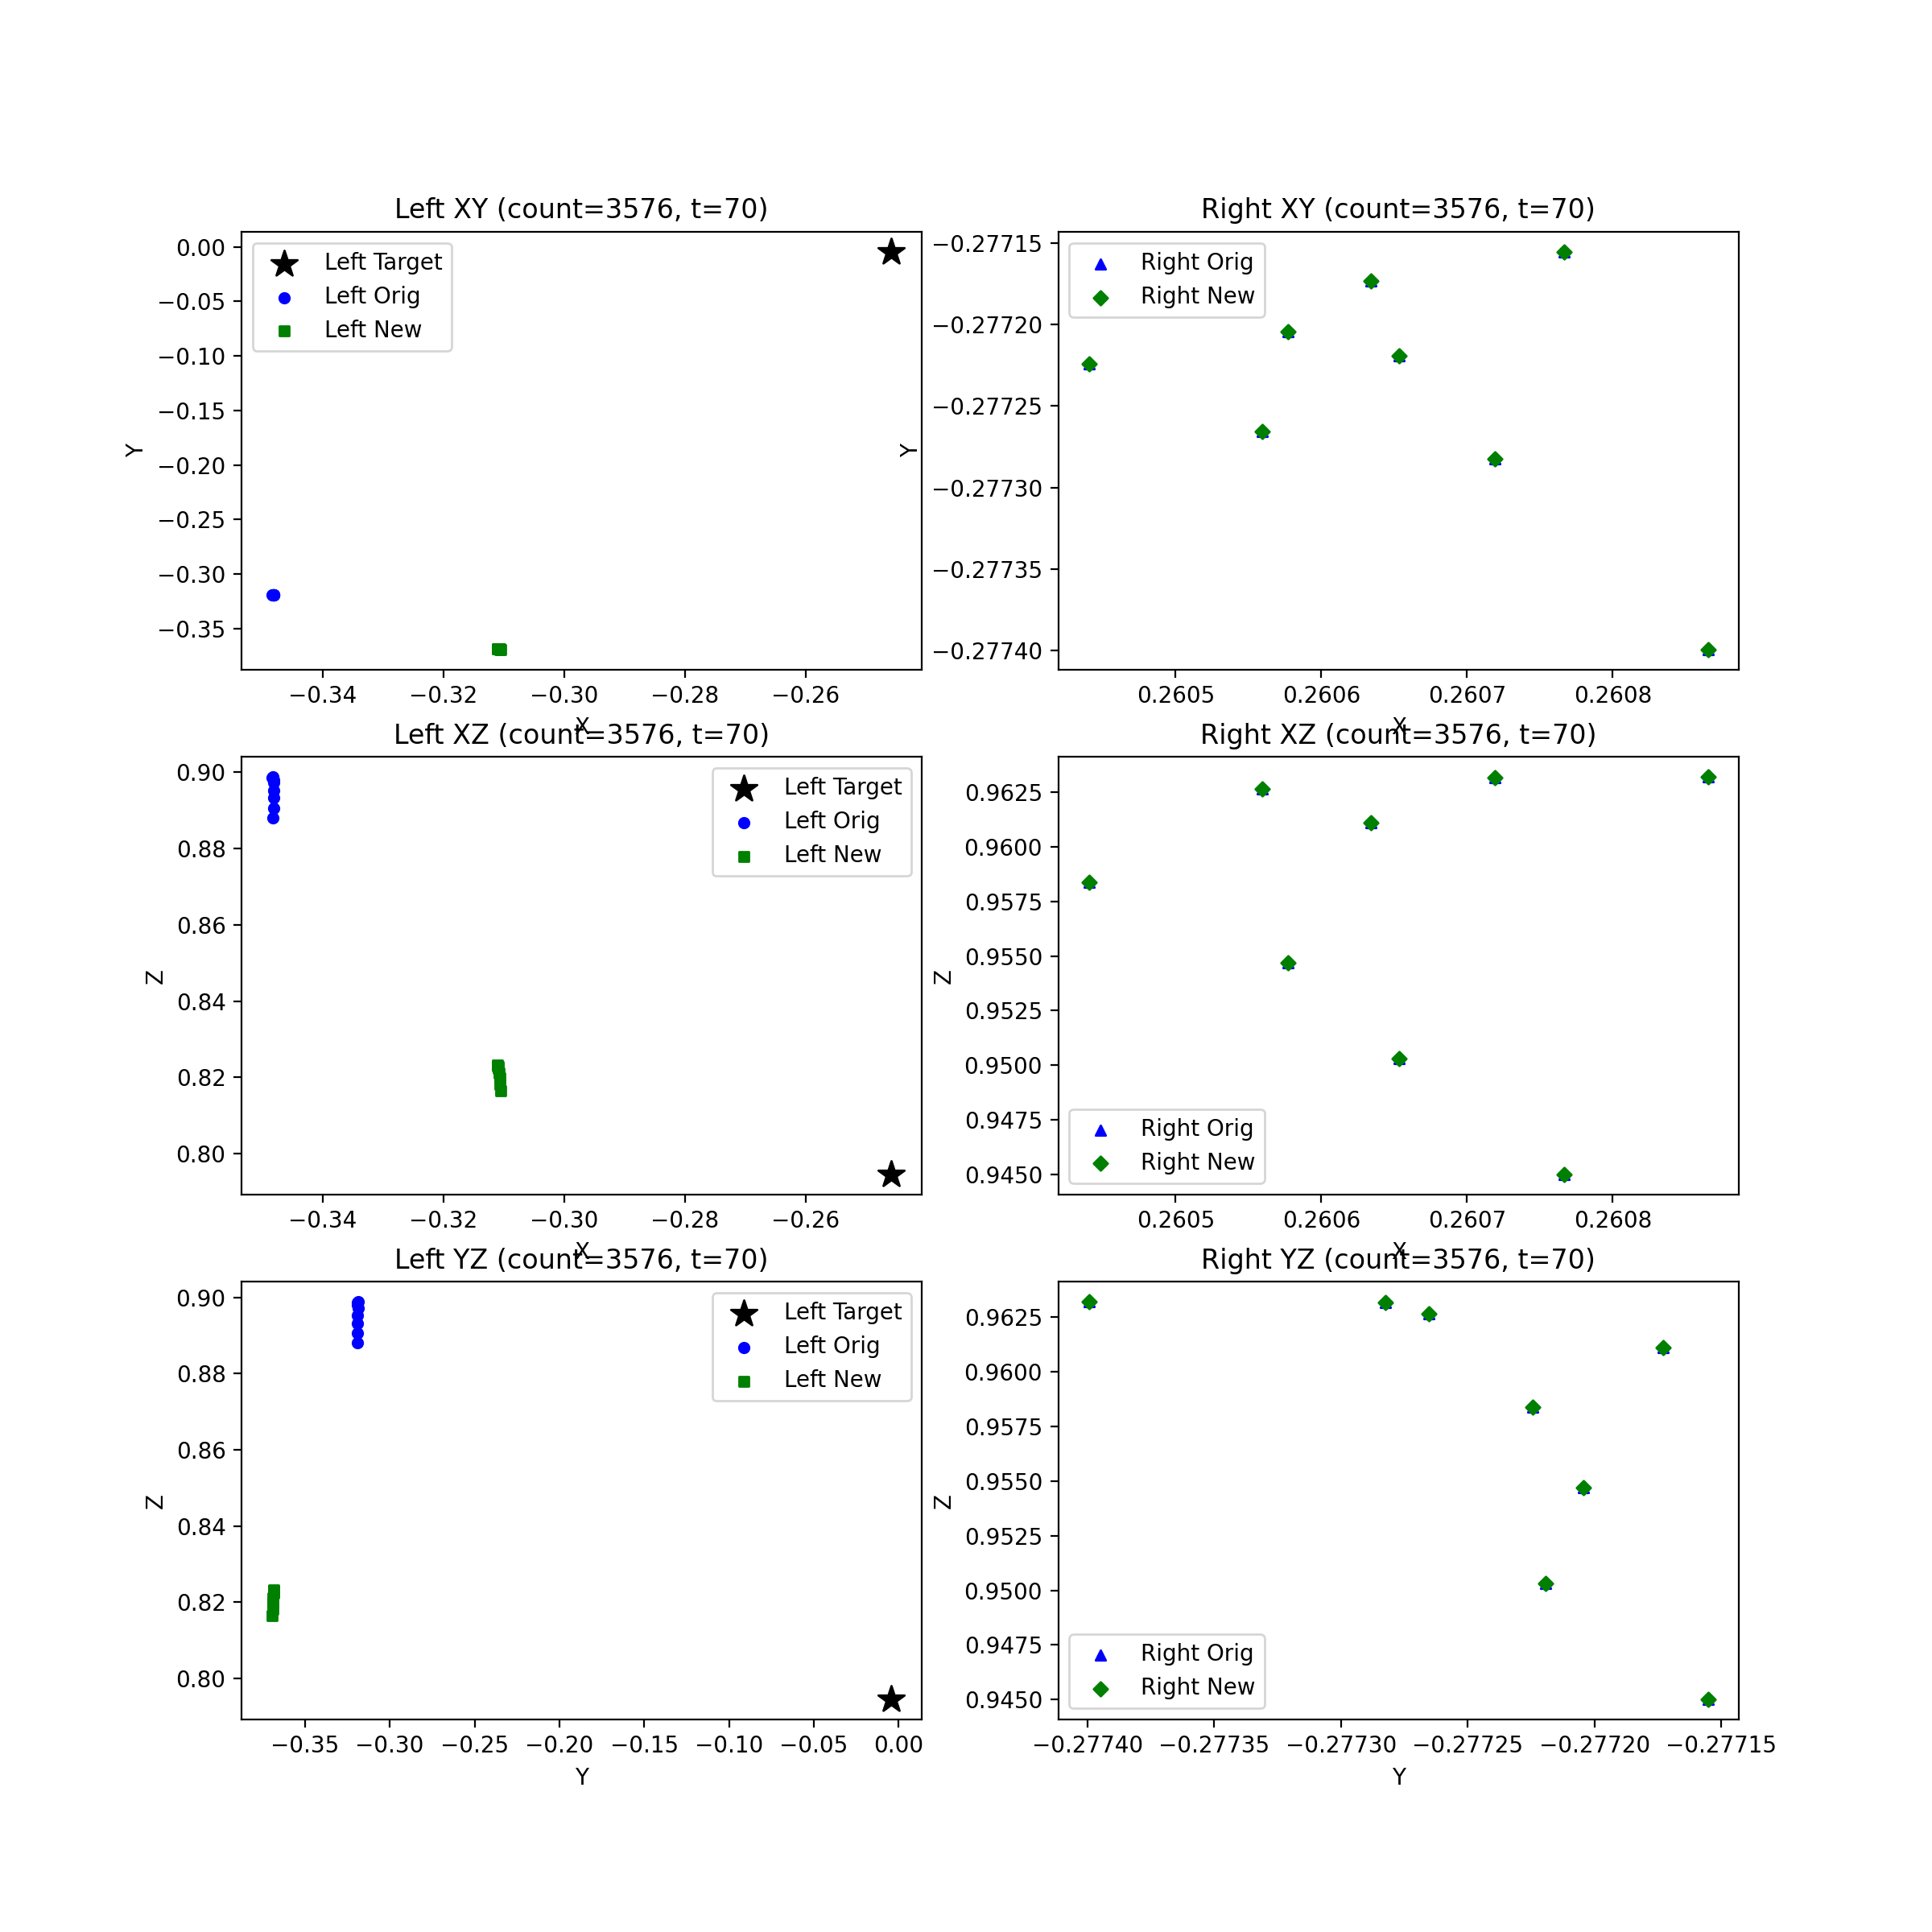 Left XY (count=3576, t=70)
0.00
−0.05
−0.10
−0.15
−0.20
−0.25
−0.30
−0.35
Y
Left Target
Left Orig
Left New
−0.34
−0.32
−0.30
−0.28
−0.26
X
Right XY (count=3576, t=70)
−0.27715
−0.27720
−0.27725
−0.27730
−0.27735
−0.27740
Y
Right Orig
Right New
0.2605
0.2606
0.2607
0.2608
X
Left XZ (count=3576, t=70)
0.90
0.88
0.86
0.84
0.82
0.80
Z
Left Target
Left Orig
Left New
−0.34
−0.32
−0.30
−0.28
−0.26
X
Right XZ (count=3576, t=70)
0.9625
0.9600
0.9575
0.9550
0.9525
0.9500
0.9475
0.9450
Z
Right Orig
Right New
0.2605
0.2606
0.2607
0.2608
X
Left YZ (count=3576, t=70)
0.90
0.88
0.86
0.84
0.82
0.80
Z
Left Target
Left Orig
Left New
−0.35
−0.30
−0.25
−0.20
−0.15
−0.10
−0.05
0.00
Y
Right YZ (count=3576, t=70)
0.9625
0.9600
0.9575
0.9550
0.9525
0.9500
0.9475
0.9450
Z
Right Orig
Right New
−0.27740
−0.27735
−0.27730
−0.27725
−0.27720
−0.27715
Y